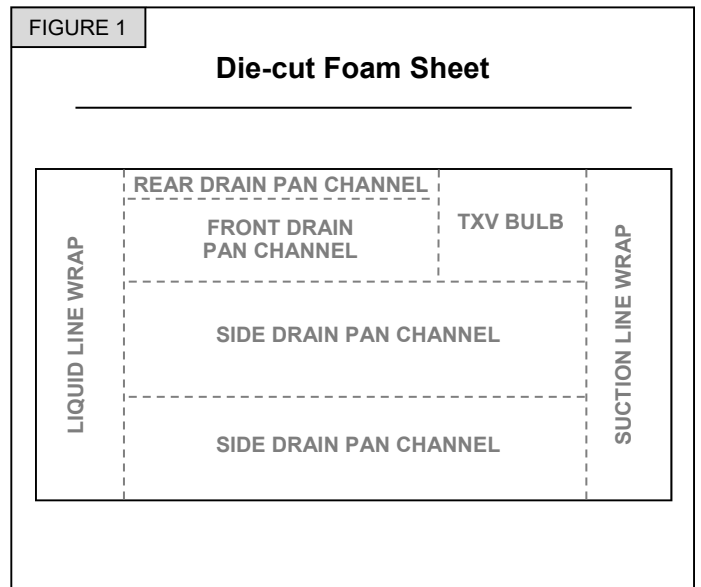 FIGURE 1
Die-cut Foam Sheet
LIQUID LINE WRAP
REAR DRAIN PAN CHANNEL
FRONT DRAIN
PAN CHANNEL
TXV BULB
SIDE DRAIN PAN CHANNEL
SIDE DRAIN PAN CHANNEL
SUCTION LINE WRAP